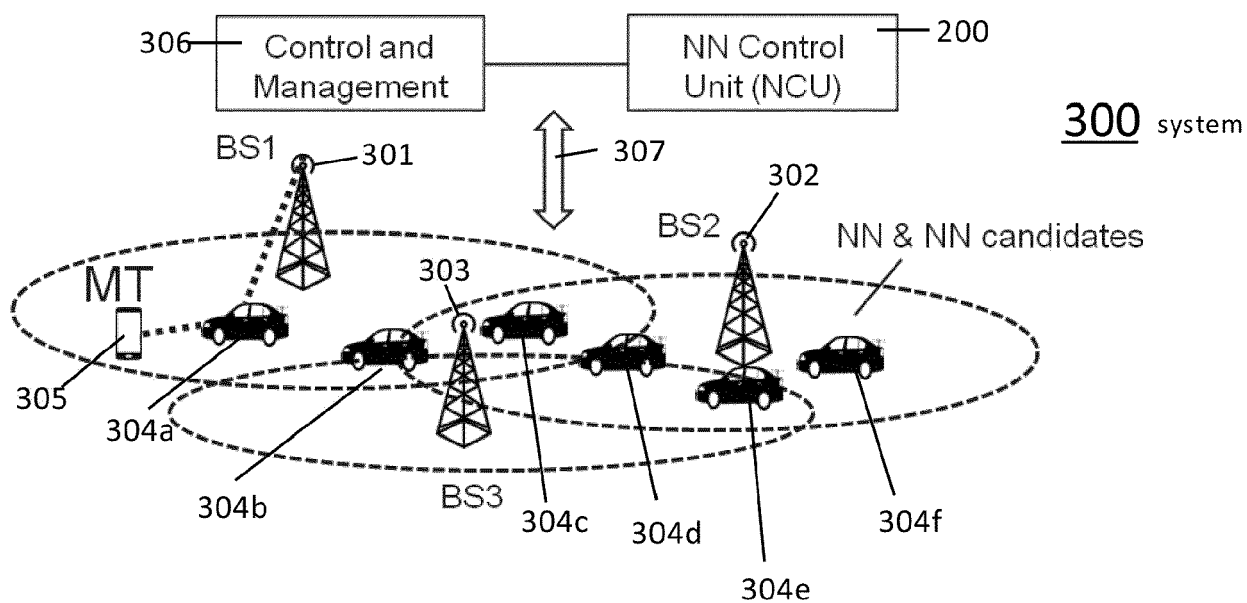 306
Control and
Management
NN Control
Unit (NCU)
200
300 system
BS1
301
307
302
BS2
NN & NN candidates
MT
303
305
304a
304b
BS3
304c
304d
304e
304f